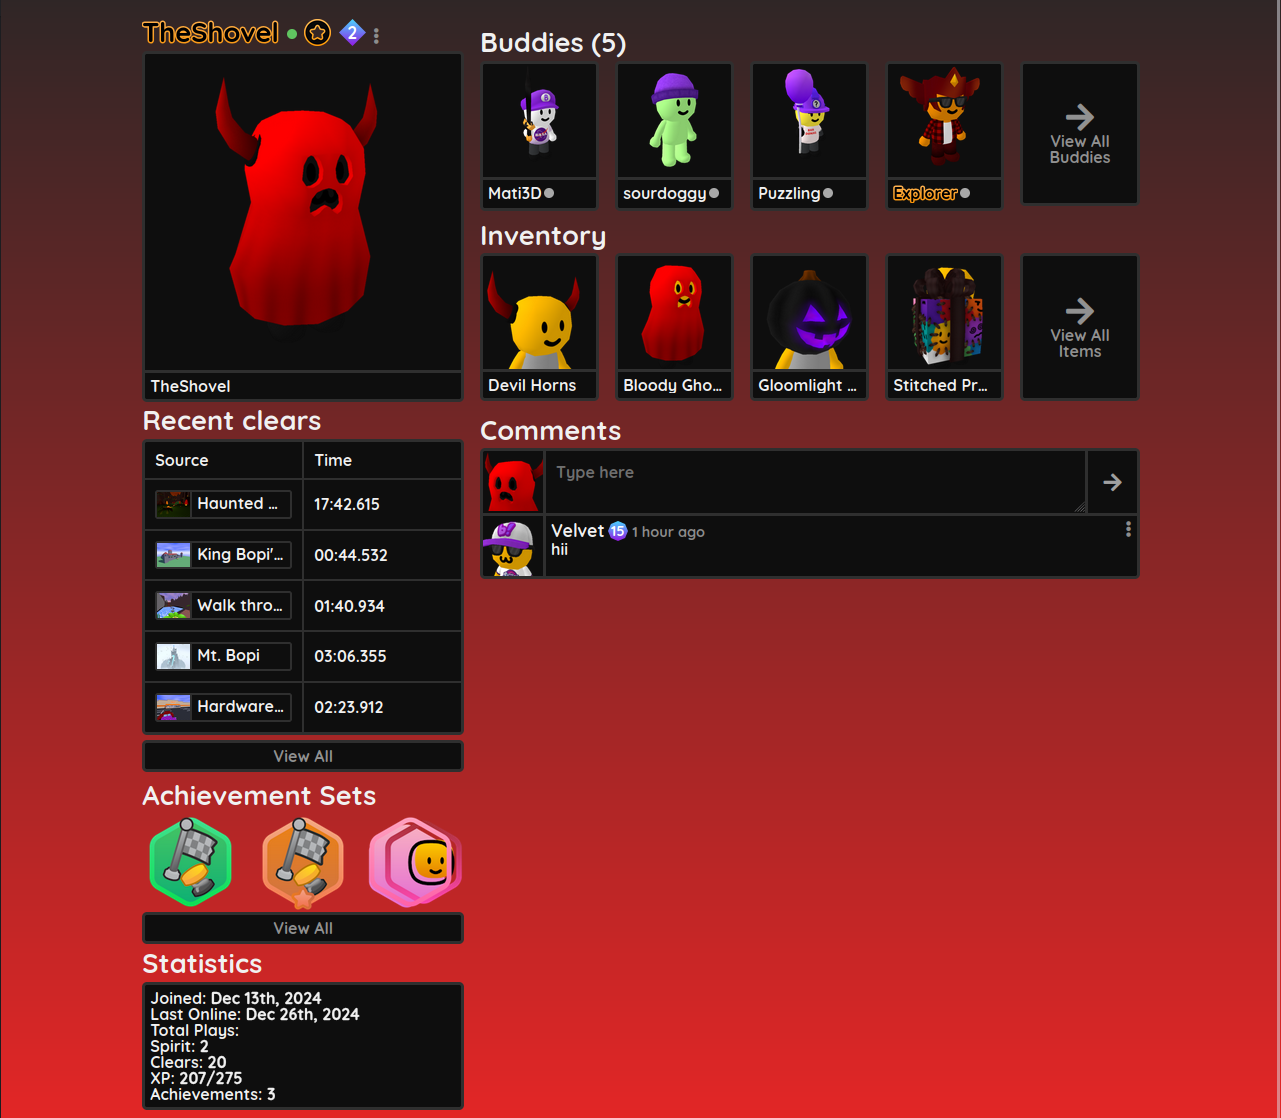 TheShovel 2
TheShovel
Recent clears
Source Time
Haunted ... 17:42.615
King Bopi'... 00:44.532
Walk thro... 01:40.934
Mt. Bopi 03:06.355
Hardware... 02:23.912
View All
Achievement Sets
View All
Statistics
Joined: Dec 13th, 2024
Last Online: Dec 26th, 2024
Total Plays:
Spirit: 2
Clears: 20
XP: 207/275
Achievements: 3
Buddies (5)
Mati3D
sourdoggy
Puzzling
Explorer
View All
Buddies
Inventory
Devil Horns
Bloody Gho...
Gloomlight ...
Stitched Pr...
View All
Items
Comments
Type here
Velvet 15 1 hour ago
hii